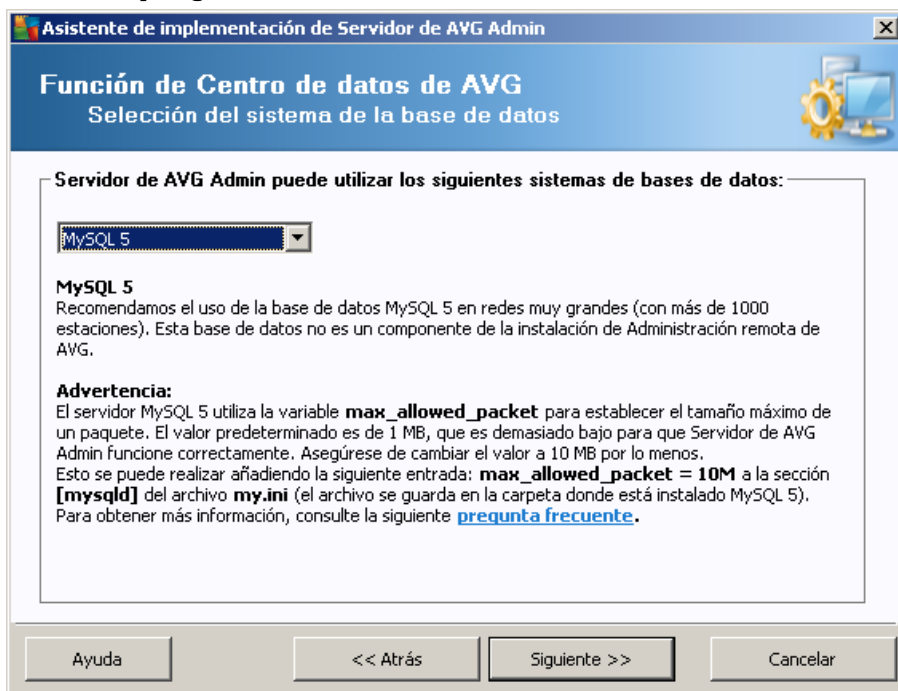 Asistente de implementación de Servidor de AVG Admin
Función de Centro de datos de AVG
Selección del sistema de la base de datos
Servidor de AVG Admin puede utilizar los siguientes sistemas de bases de datos:
MySQL 5
MySQL 5
Recomendamos el uso de la base de datos MySQL 5 en redes muy grandes (con más de 1000
estaciones). Esta base de datos no es un componente de la instalación de Administración remota de
AVG.
Advertencia:
El servidor MySQL 5 utiliza la variable max_allowed_packet para establecer el tamaño máximo de
un paquete. El valor predeterminado es de 1 MB, que es demasiado bajo para que Servidor de AVG
Admin funcione correctamente. Asegúrese de cambiar el valor a 10 MB por lo menos.
Esto se puede realizar añadiendo la siguiente entrada: max_allowed_packet = 10M a la sección
[mysqld] del archivo my.ini (el archivo se guarda en la carpeta donde está instalado MySQL 5).
Para obtener más información, consulte la siguiente pregunta frecuente.
Ayuda
<< Atrás
Siguiente >>
Cancelar